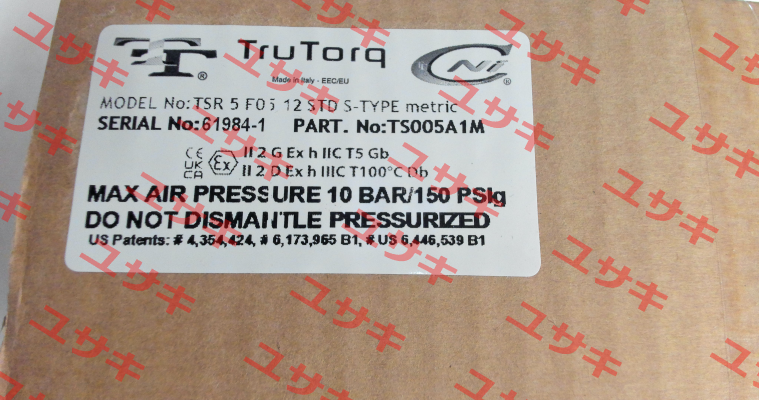 TruTorq
Made in Italy - EEC/EU
MODEL No:TSR 5 F05 12 STD S-TYPE metric
SERIAL No:61984-1 PART. No:TS005A1M
CE UKCA Ex II 2 G Ex h IIC T5 Gb
II 2 D Ex h IIIC T100°C Db
MAX AIR PRESSURE 10 BAR/150 PSIg
DO NOT DISMANTLE PRESSURIZED
US Patents: # 4,354,424, # 6,173,965 B1, # US 6,446,539 B1
ユサキ